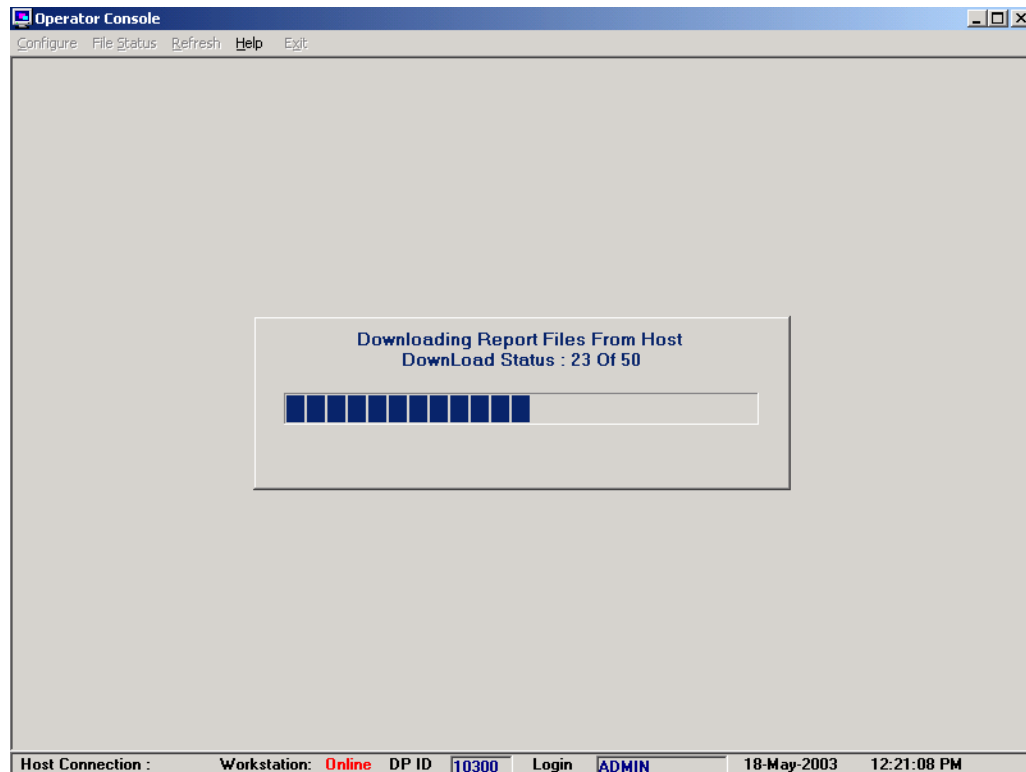 Operator Console
Configure File Status Refresh Help Exit
Downloading Report Files From Host
DownLoad Status : 23 Of 50
Host Connection : Workstation: Online DP ID 10300 Login ADMIN 18-May-2003 12:21:08 PM